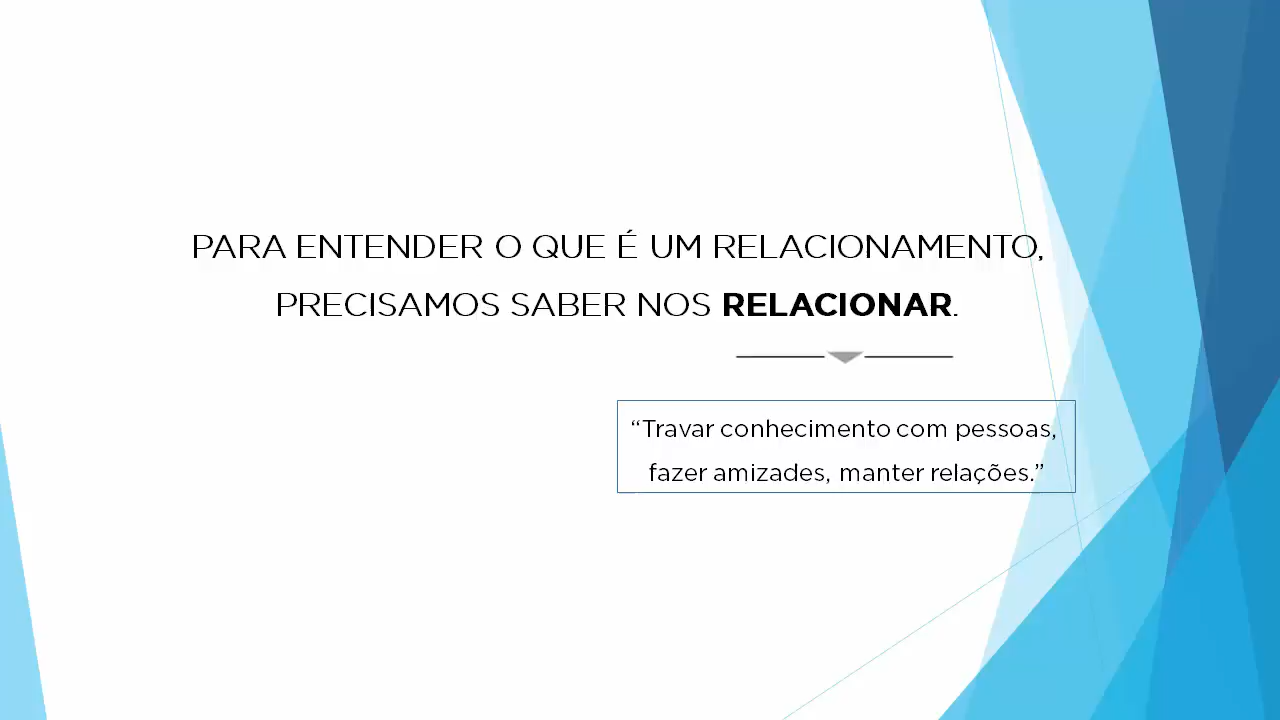 PARA ENTENDER O QUE É UM RELACIONAMENTO,
PRECISAMOS SABER NOS RELACIONAR.
“Travar conhecimento com pessoas,
fazer amizades, manter relações.”